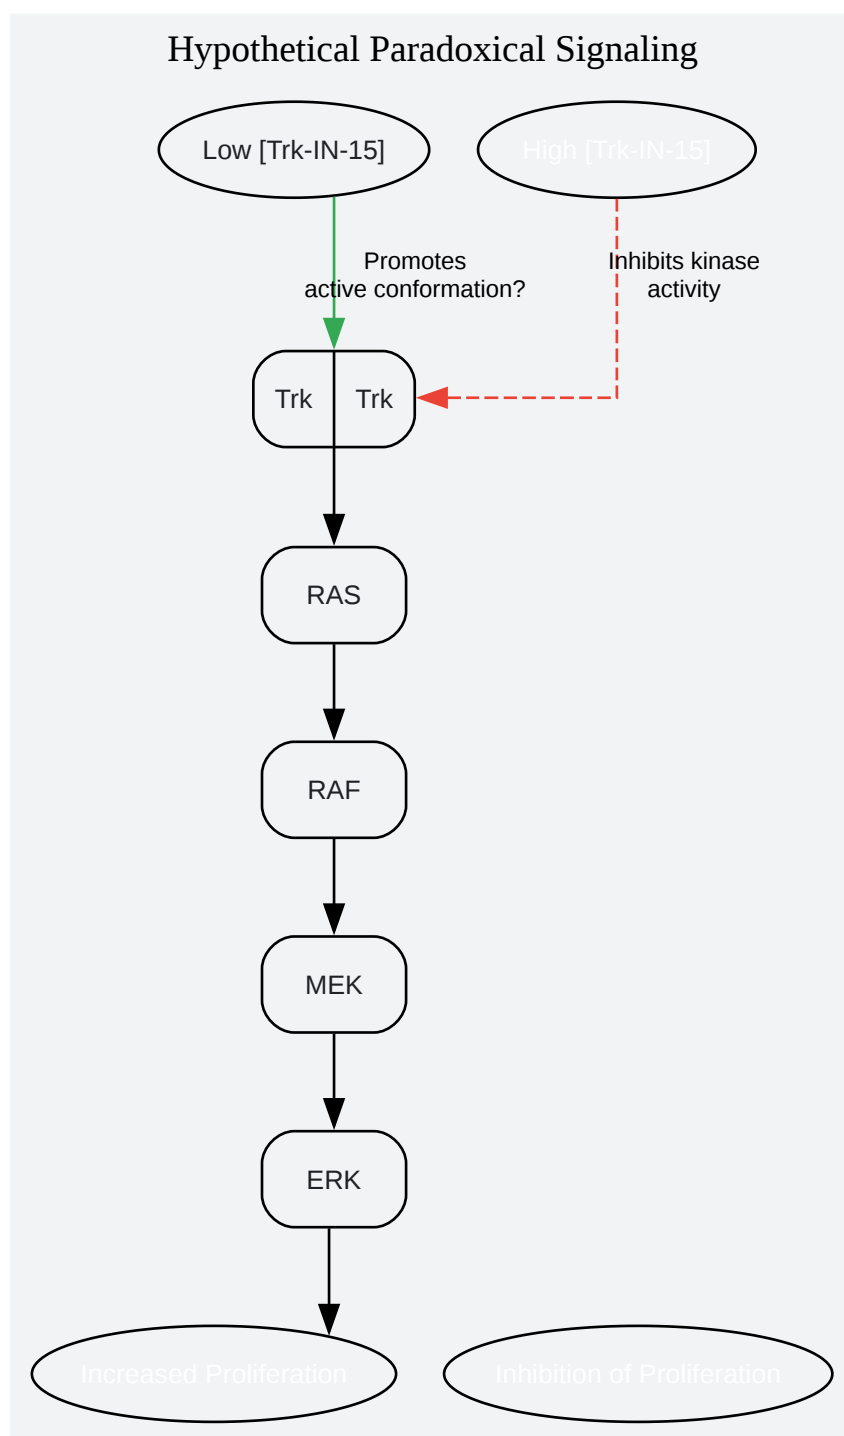 Hypothetical Paradoxical Signaling
Low [Trk-IN-15]
High [Trk-IN-15]
Promotes
active conformation?
Inhibits kinase
activity
Trk
Trk
RAS
RAF
MEK
ERK
Increased Proliferation
Inhibition of Proliferation